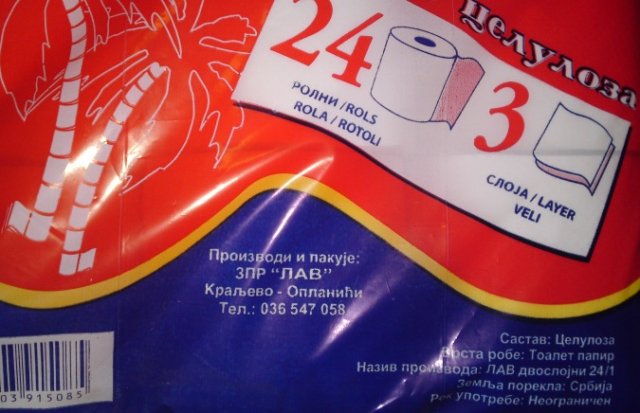 целулоза
24
РОЛНИ / ROLS
ROLA / ROTOLI
3
СЛОЈА / LAYER
VELI
Производи и пакује:
ЗПР “ЛАВ”
Краљево - Опланићи
Тел.: 036 547 058
03 915085
Састав: Целулоза
Врста робе: Тоалет папир
Назив производа: ЛАВ двослојни 24/1
Земља порекла: Србија
Рок употребе: Неограничен